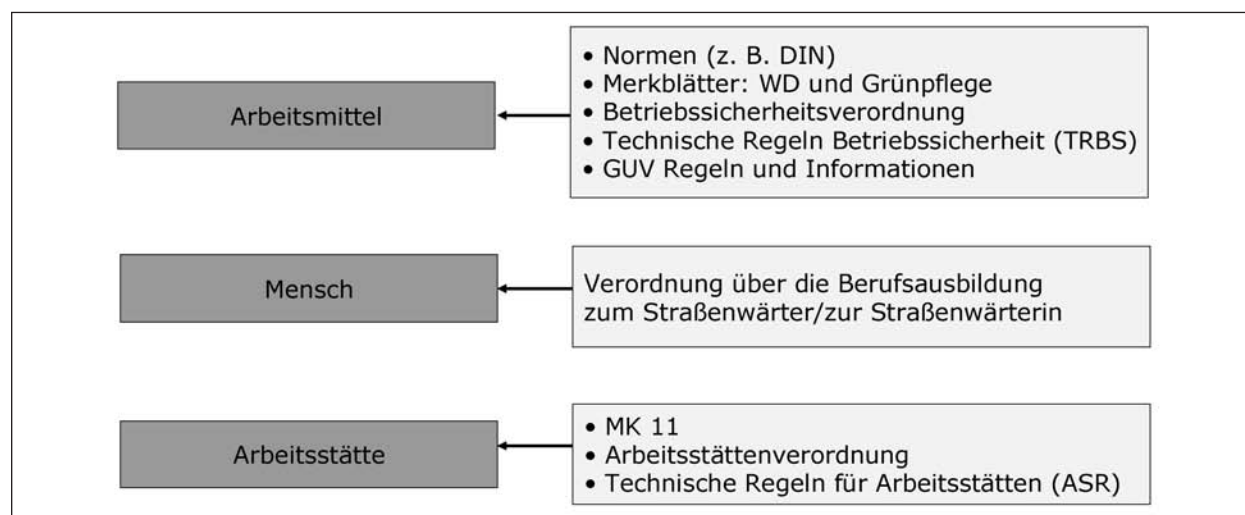 Arbeitsmittel
• Normen (z. B. DIN)
• Merkblätter: WD und Grünpflege
• Betriebssicherheitsverordnung
• Technische Regeln Betriebssicherheit (TRBS)
• GUV Regeln und Informationen
Mensch
Verordnung über die Berufsausbildung
zum Straßenwärter/zur Straßenwärterin
Arbeitsstätte
• MK 11
• Arbeitsstättenverordnung
• Technische Regeln für Arbeitsstätten (ASR)